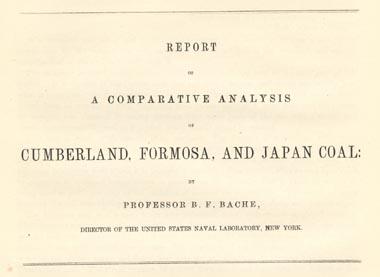 REPORT
OF
A COMPARATIVE ANALYSIS
OF
CUMBERLAND, FORMOSA, AND JAPAN COAL:
BY
PROFESSOR B. F. BACHE,
DIRECTOR OF THE UNITED STATES NAVAL LABORATORY, NEW YORK.